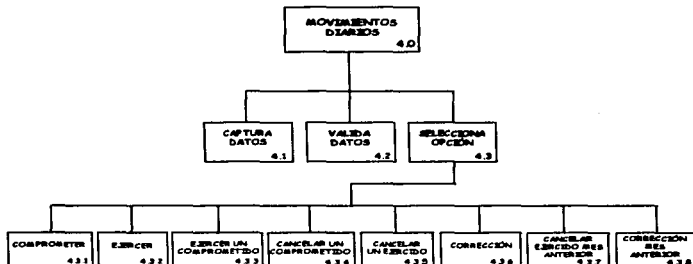 MOVIMIENTOS
DIARIOS
4.0
CAPTURA
DATOS
4.1
VALIDA
DATOS
4.2
SELECCIONA
OPCIÓN
4.3
COMPROMETER
4.3.1
EJERCER
4.3.2
EJERCER UN
COMPROMETIDO
4.3.3
CANCELAR UN
COMPROMETIDO
4.3.4
CANCELAR
UN EJERCIDO
4.3.5
CORRECCIÓN
4.3.6
CANCELAR
EJERCIDO MES
ANTERIOR
4.3.7
CORRECCIÓN
MES
ANTERIOR
4.3.8